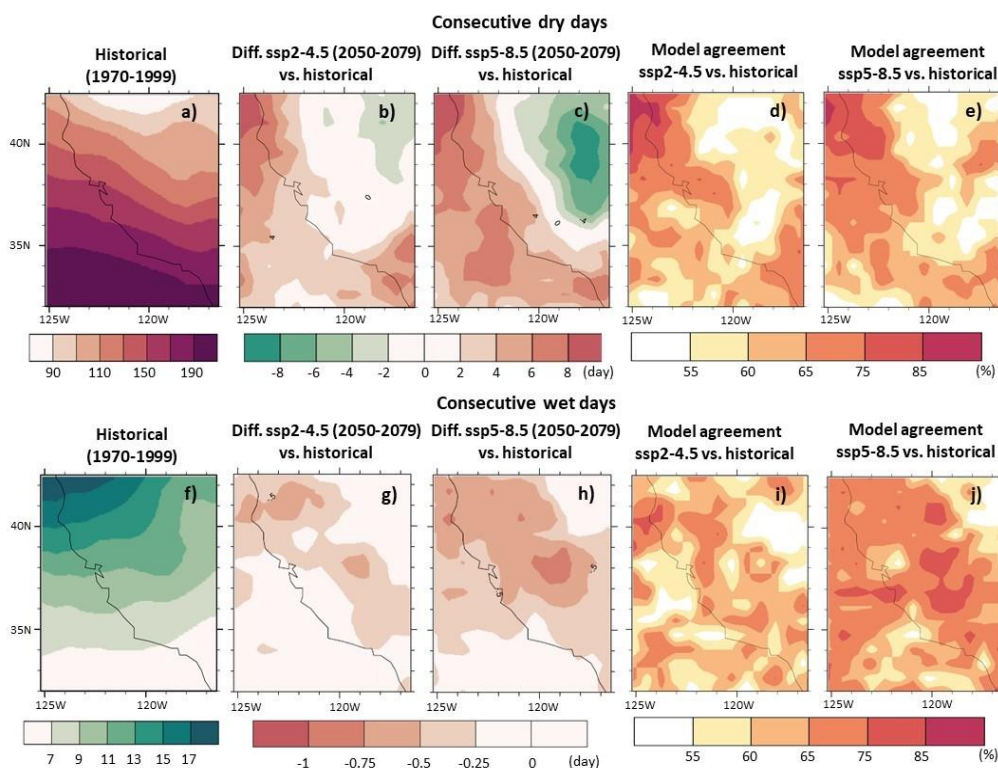 Consecutive dry days
Historical
(1970-1999)
Diff. ssp2-4.5 (2050-2079)
vs. historical
Diff ssp5-8.5 (2050-2079)
vs. historical
Model agreement
ssp2-4.5 vs. historical
Model agreement
ssp5-8.5 vs. historical
a)
b)
c)
d)
e)
40N
35N
0
4
4
0
-4
125W 120W
125W 120W
125W 120W
125W 120W
125W 120W
90 110 150 190
-8 -6 -4 -2 0 2 4 6 8 (day)
55 60 65 75 85 (%)
Consecutive wet days
Historical
(1970-1999)
Diff. ssp2-4.5 (2050-2079)
vs. historical
Diff ssp5-8.5 (2050-2079)
vs. historical
Model agreement
ssp2-4.5 vs. historical
Model agreement
ssp5-8.5 vs. historical
f)
g)
h)
i)
j)
40N
35N
-.5
-.5
125W 120W
125W 120W
125W 120W
125W 120W
125W 120W
7 9 11 13 15 17
-1 -0.75 -0.5 -0.25 0 (day)
55 60 65 75 85 (%)